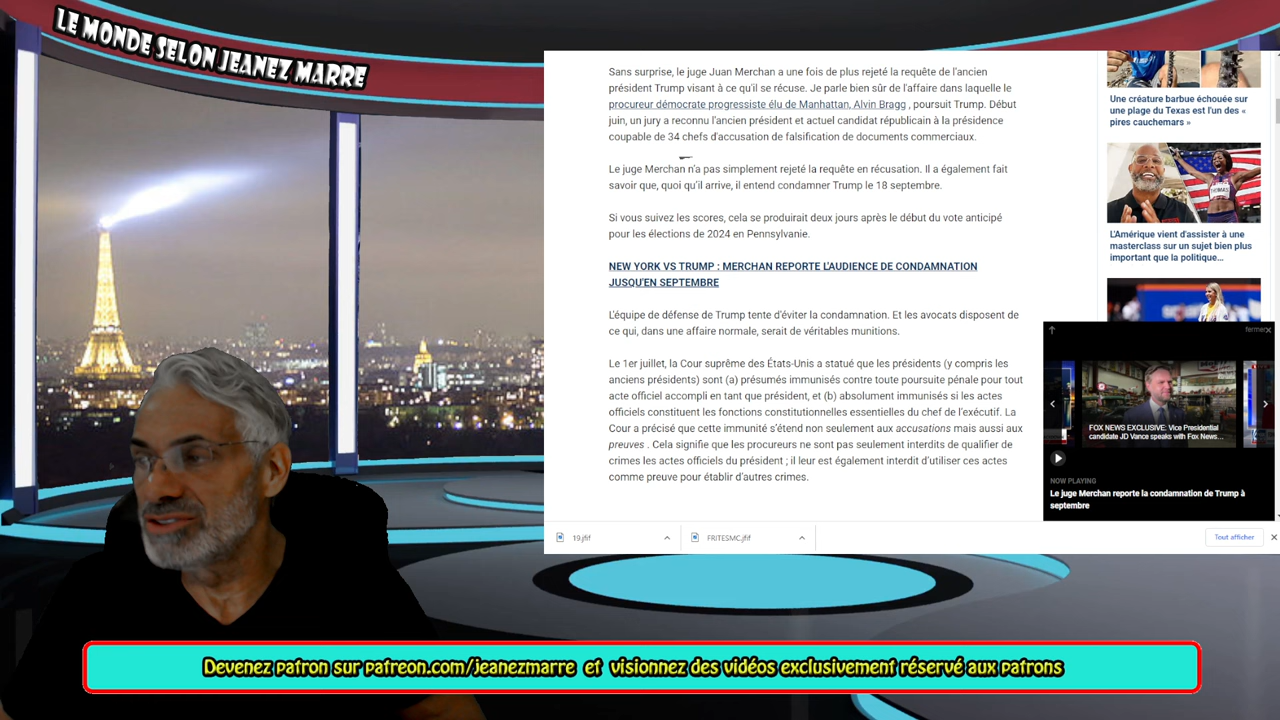 LE MONDE SELON JEANEZ MARRE
Sans surprise, le juge Juan Merchan a une fois de plus rejeté la requête de l'ancien
président Trump visant à ce qu'il se récuse. Je parle bien sûr de l'affaire dans laquelle le
procureur démocrate progressiste élu de Manhattan, Alvin Bragg , poursuit Trump. Début
juin, un jury a reconnu l'ancien président et actuel candidat républicain à la présidence
coupable de 34 chefs d'accusation de falsification de documents commerciaux.
Le juge Merchan n'a pas simplement rejeté la requête en récusation. Il a également fait
savoir que, quoi qu'il arrive, il entend condamner Trump le 18 septembre.
Si vous suivez les scores, cela se produirait deux jours après le début du vote anticipé
pour les élections de 2024 en Pennsylvanie.
NEW YORK VS TRUMP : MERCHAN REPORTE L'AUDIENCE DE CONDAMNATION
JUSQU'EN SEPTEMBRE
L'équipe de défense de Trump tente d'éviter la condamnation. Et les avocats disposent de
ce qui, dans une affaire normale, serait de véritables munitions.
Le 1er juillet, la Cour suprême des États-Unis a statué que les présidents (y compris les
anciens présidents) sont (a) présumés immunisés contre toute poursuite pénale pour tout
acte officiel accompli en tant que président, et (b) absolument immunisés si les actes
officiels constituent les fonctions constitutionnelles essentielles du chef de l'exécutif. La
Cour a précisé que cette immunité s'étend non seulement aux accusations mais aussi aux
preuves . Cela signifie que les procureurs ne sont pas seulement interdits de qualifier de
crimes les actes officiels du président ; il leur est également interdit d'utiliser ces actes
comme preuve pour établir d'autres crimes.
Une créature barbue échouée sur
une plage du Texas est l'un des «
pires cauchemars »
THOMAS
L'Amérique vient d'assister à une
masterclass sur un sujet bien plus
important que la politique...
fermer
FOX NEWS EXCLUSIVE: Vice Presidential
candidate JD Vance speaks with Fox News...
NOW PLAYING
Le juge Merchan reporte la condamnation de Trump à
septembre
19.jfif
FRITESMC.jfif
Tout afficher
Devenez patron sur patreon.com/jeanezmarre et visionnez des vidéos exclusivement réservé aux patrons